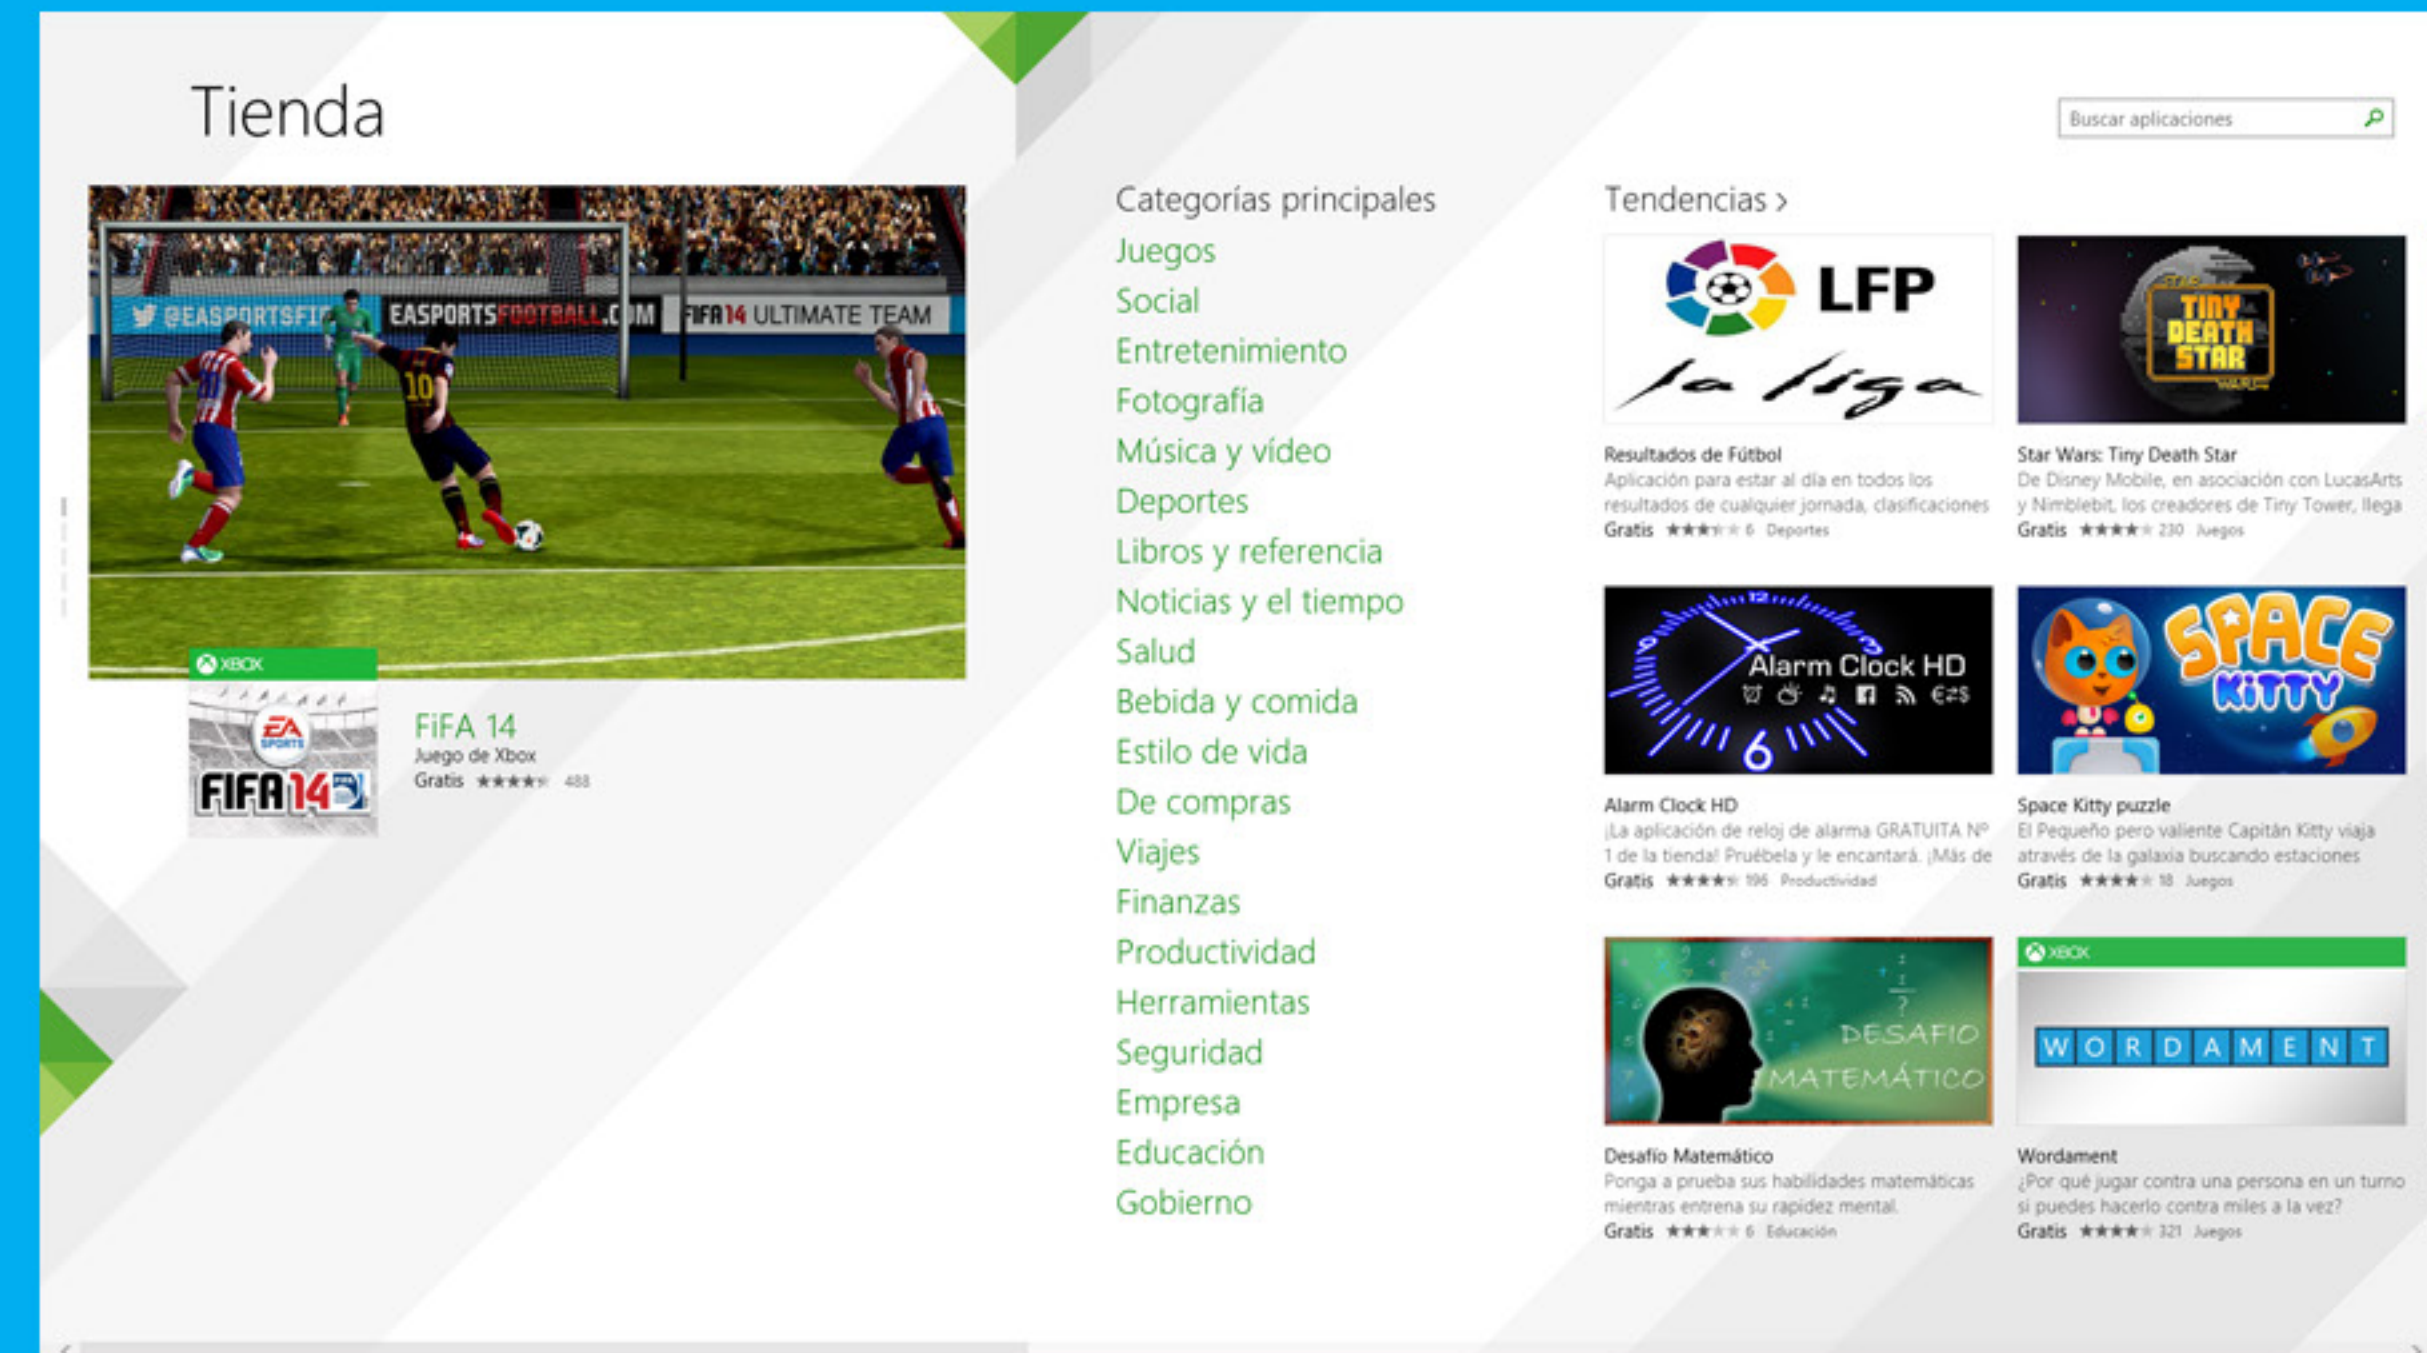 Tienda
Buscar aplicaciones
@EASPORTSFI
EASPORTSFOOTBALL.COM
FIFA14 ULTIMATE TEAM
10
XBOX
EA
SPORTS
FIFA 14
FiFA 14
Juego de Xbox
Gratis 488
Categorías principales
Juegos
Social
Entretenimiento
Fotografía
Música y vídeo
Deportes
Libros y referencia
Noticias y el tiempo
Salud
Bebida y comida
Estilo de vida
De compras
Viajes
Finanzas
Productividad
Herramientas
Seguridad
Empresa
Educación
Gobierno
Tendencias >
LFP
la liga
Resultados de Fútbol
Aplicación para estar al día en todos los
resultados de cualquier jornada, clasificaciones
Gratis 6 Deportes
STAR
TINY
DEATH
STAR
WARS
Star Wars: Tiny Death Star
De Disney Mobile, en asociación con LucasArts
y Nimblebit, los creadores de Tiny Tower, llega
Gratis 230 Juegos
12
Alarm Clock HD
€⇄$
6
Alarm Clock HD
¡La aplicación de reloj de alarma GRATUITA Nº
1 de la tienda! Pruébela y le encantará. ¡Más de
Gratis 196 Productividad
SPACE
KiTTY
Space Kitty puzzle
El Pequeño pero valiente Capitán Kitty viaja
através de la galaxia buscando estaciones
Gratis 18 Juegos
DESAFIO
MATEMÁTICO
Desafío Matemático
Ponga a prueba sus habilidades matemáticas
mientras entrena su rapidez mental.
Gratis 6 Educación
XBOX
WORDAMENT
Wordament
¿Por qué jugar contra una persona en un turno
si puedes hacerlo contra miles a la vez?
Gratis 321 Juegos